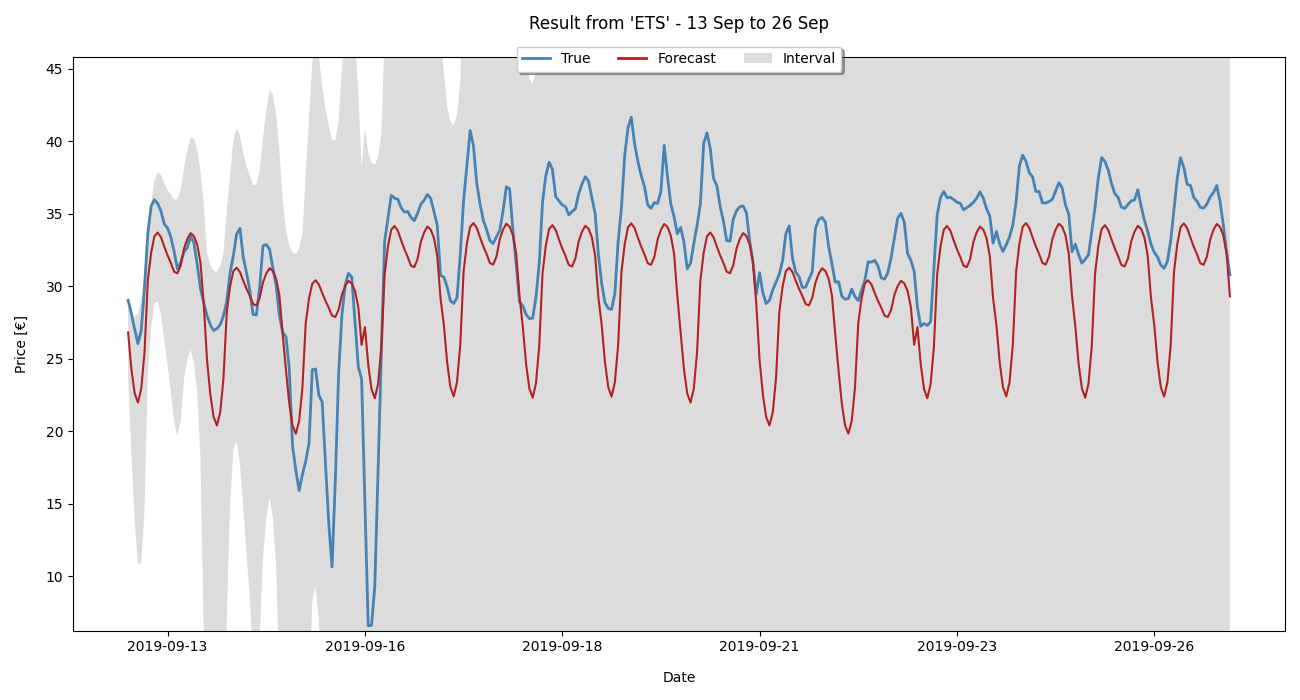 Result from 'ETS' - 13 Sep to 26 Sep
True Forecast Interval
45
40
35
30
25
20
15
10
Price [€]
2019-09-13 2019-09-16 2019-09-18 2019-09-21 2019-09-23 2019-09-26
Date